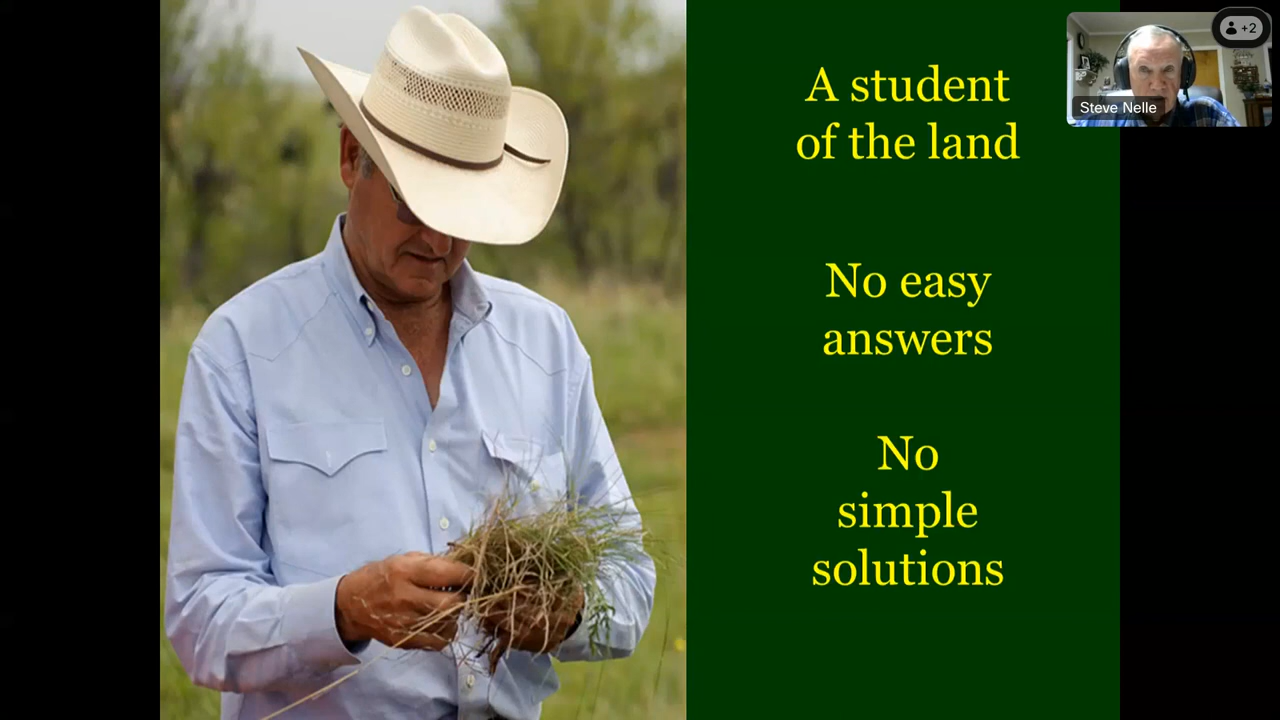 A student
of the land
No easy
answers
No
simple
solutions
+2
Steve Nelle